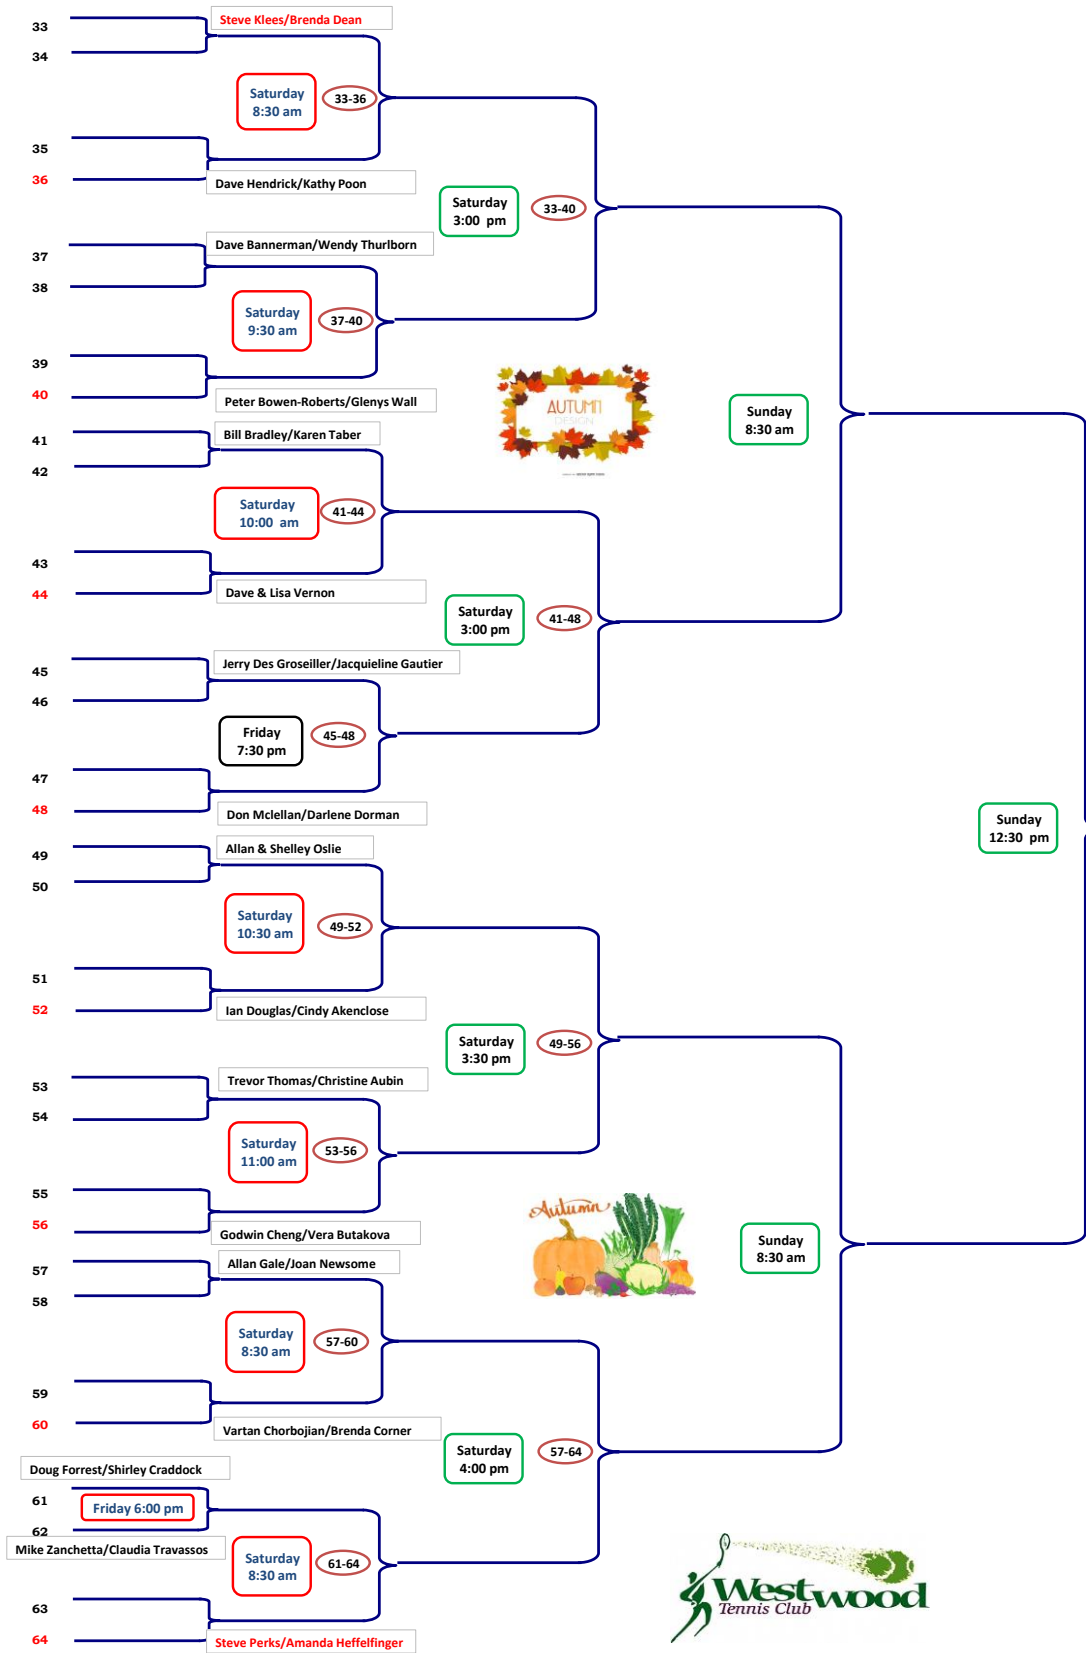 Steve Klees/Brenda Dean
33
34
Saturday
8:30 am
33-36
35
36
Dave Hendrick/Kathy Poon
Saturday
3:00 pm
33-40
Dave Bannerman/Wendy Thurlborn
37
38
Saturday
9:30 am
37-40
39
40
Peter Bowen-Roberts/Glenys Wall
AUTUMN
DESIGN
Sunday
8:30 am
Bill Bradley/Karen Taber
41
42
Saturday
10:00 am
41-44
43
44
Dave & Lisa Vernon
Saturday
3:00 pm
41-48
Jerry Des Groseiller/Jacquieline Gautier
45
46
Friday
7:30 pm
45-48
47
48
Don Mclellan/Darlene Dorman
Sunday
12:30 pm
Allan & Shelley Oslie
49
50
Saturday
10:30 am
49-52
51
52
Ian Douglas/Cindy Akenclose
Saturday
3:30 pm
49-56
Trevor Thomas/Christine Aubin
53
54
Saturday
11:00 am
53-56
55
56
Godwin Cheng/Vera Butakova
Autumn
Sunday
8:30 am
Allan Gale/Joan Newsome
57
58
Saturday
8:30 am
57-60
59
60
Vartan Chorbojian/Brenda Corner
Saturday
4:00 pm
57-64
Doug Forrest/Shirley Craddock
61
Friday 6:00 pm
62
Mike Zanchetta/Claudia Travassos
Saturday
8:30 am
61-64
63
64
Steve Perks/Amanda Heffelfinger
Westwood
Tennis Club